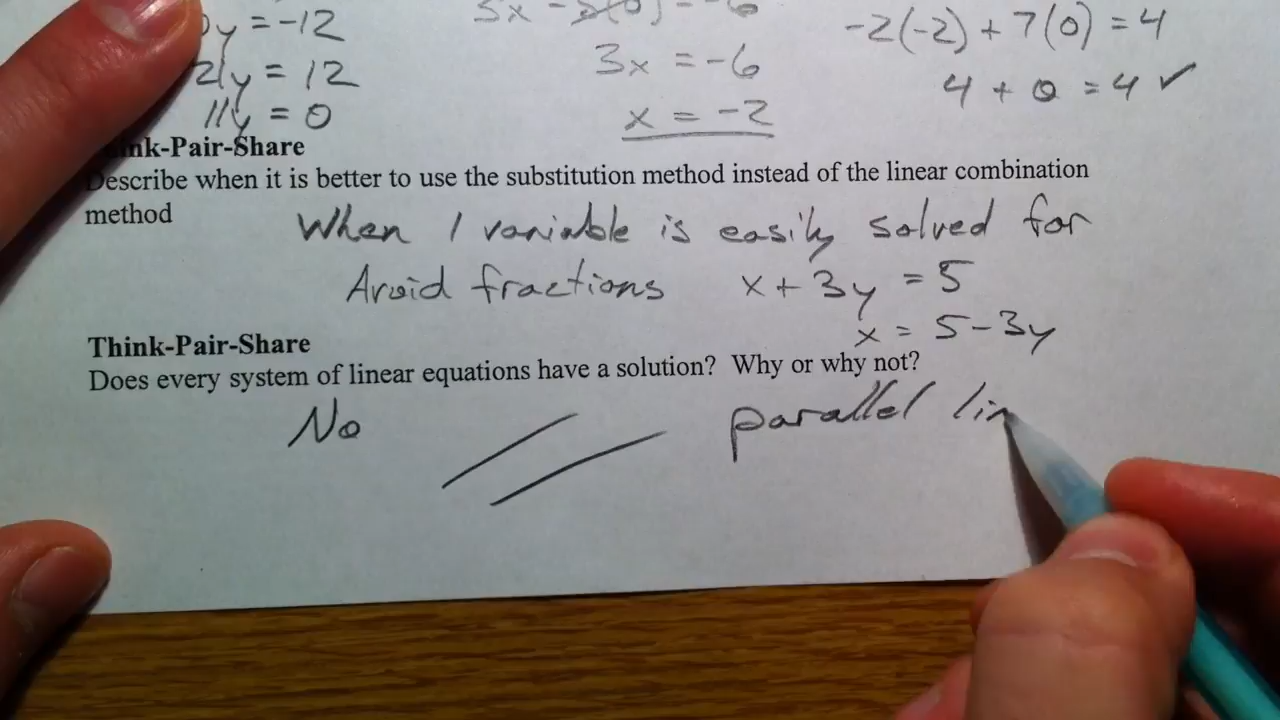 y = -12
3x = -6
-2(-2) + 7(0) = 4
21y = 12
4 + 0 = 4 ✓
11y = 0
x = -2
-Pair-Share
Describe when it is better to use the substitution method instead of the linear combination
method
When 1 variable is easily solved for
Avoid fractions x + 3y = 5
x = 5 - 3y
Think-Pair-Share
Does every system of linear equations have a solution? Why or why not?
No parallel lin